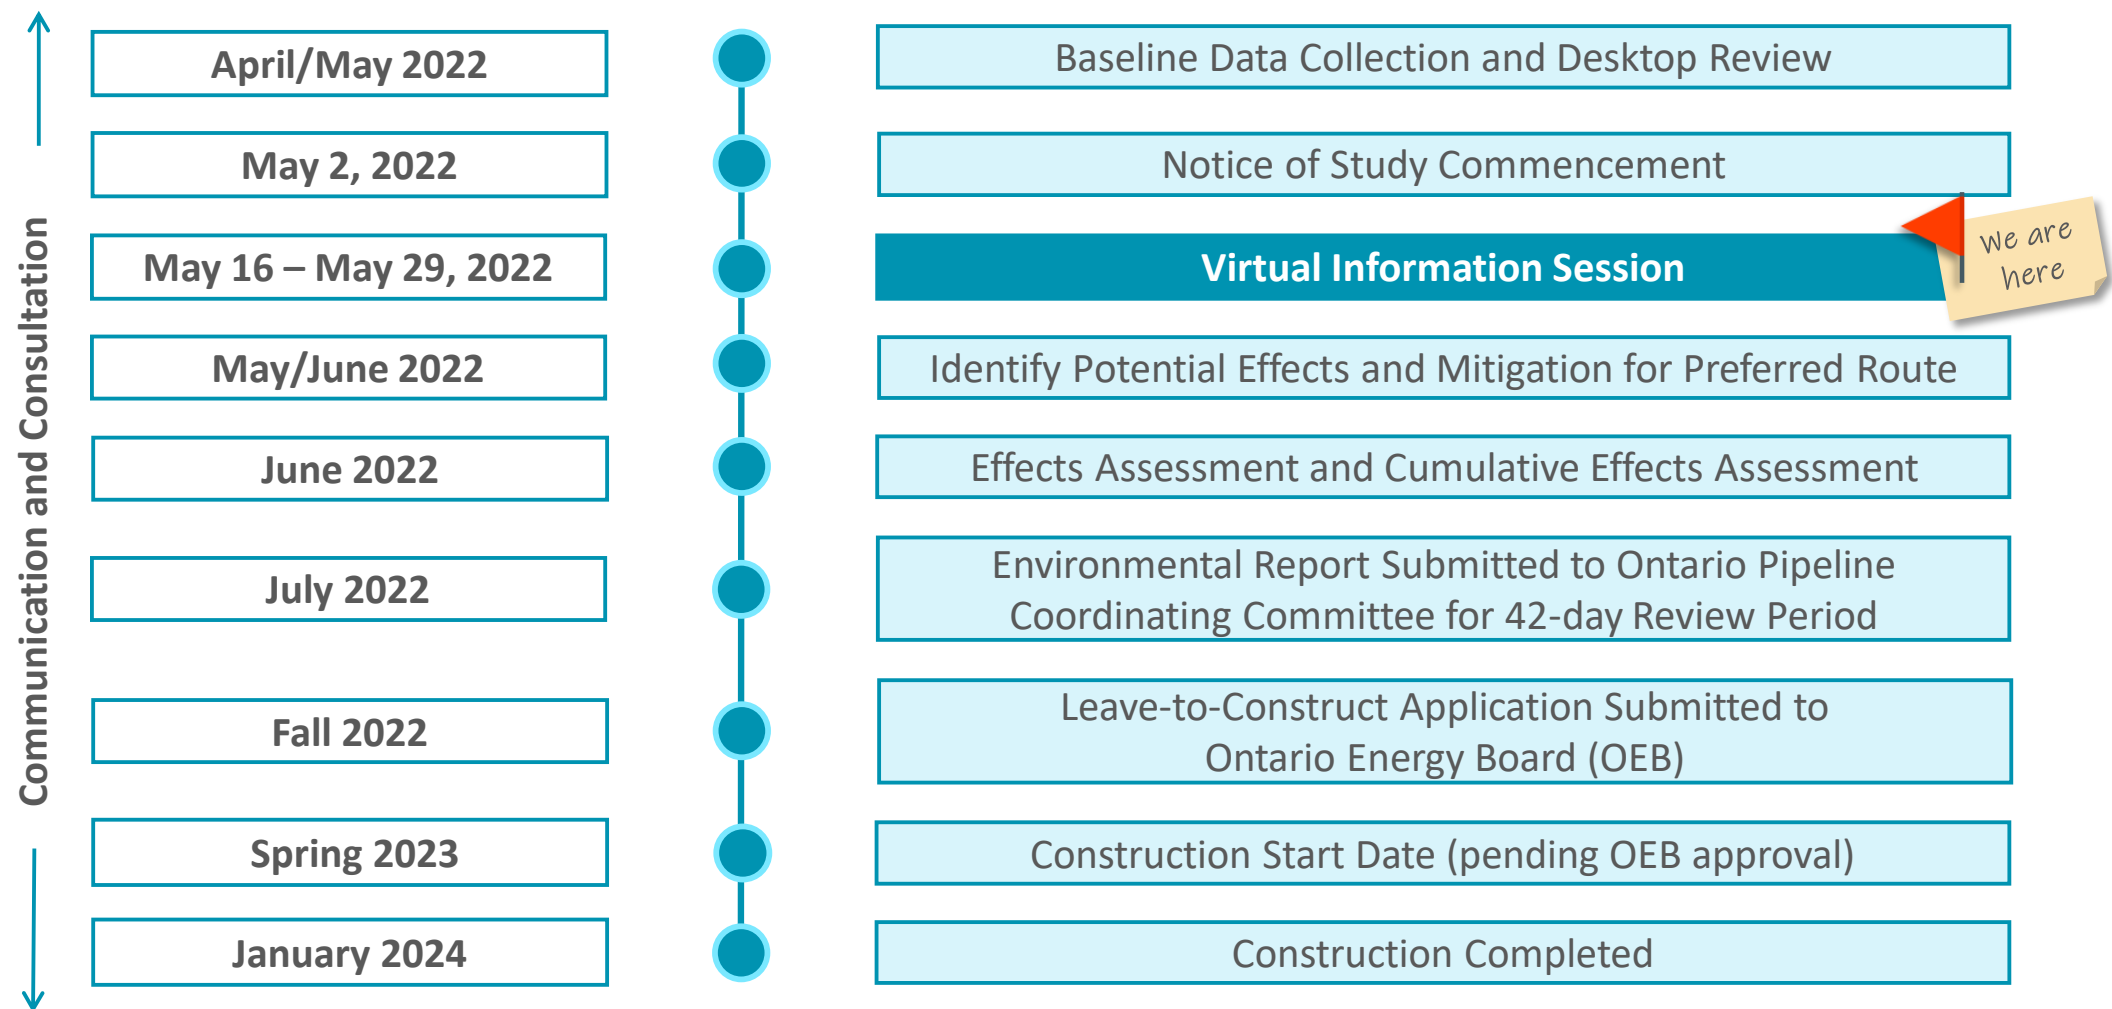 Communication and Consultation
April/May 2022
Baseline Data Collection and Desktop Review
May 2, 2022
Notice of Study Commencement
May 16 – May 29, 2022
Virtual Information Session
We are
here
May/June 2022
Identify Potential Effects and Mitigation for Preferred Route
June 2022
Effects Assessment and Cumulative Effects Assessment
July 2022
Environmental Report Submitted to Ontario Pipeline
Coordinating Committee for 42-day Review Period
Fall 2022
Leave-to-Construct Application Submitted to
Ontario Energy Board (OEB)
Spring 2023
Construction Start Date (pending OEB approval)
January 2024
Construction Completed